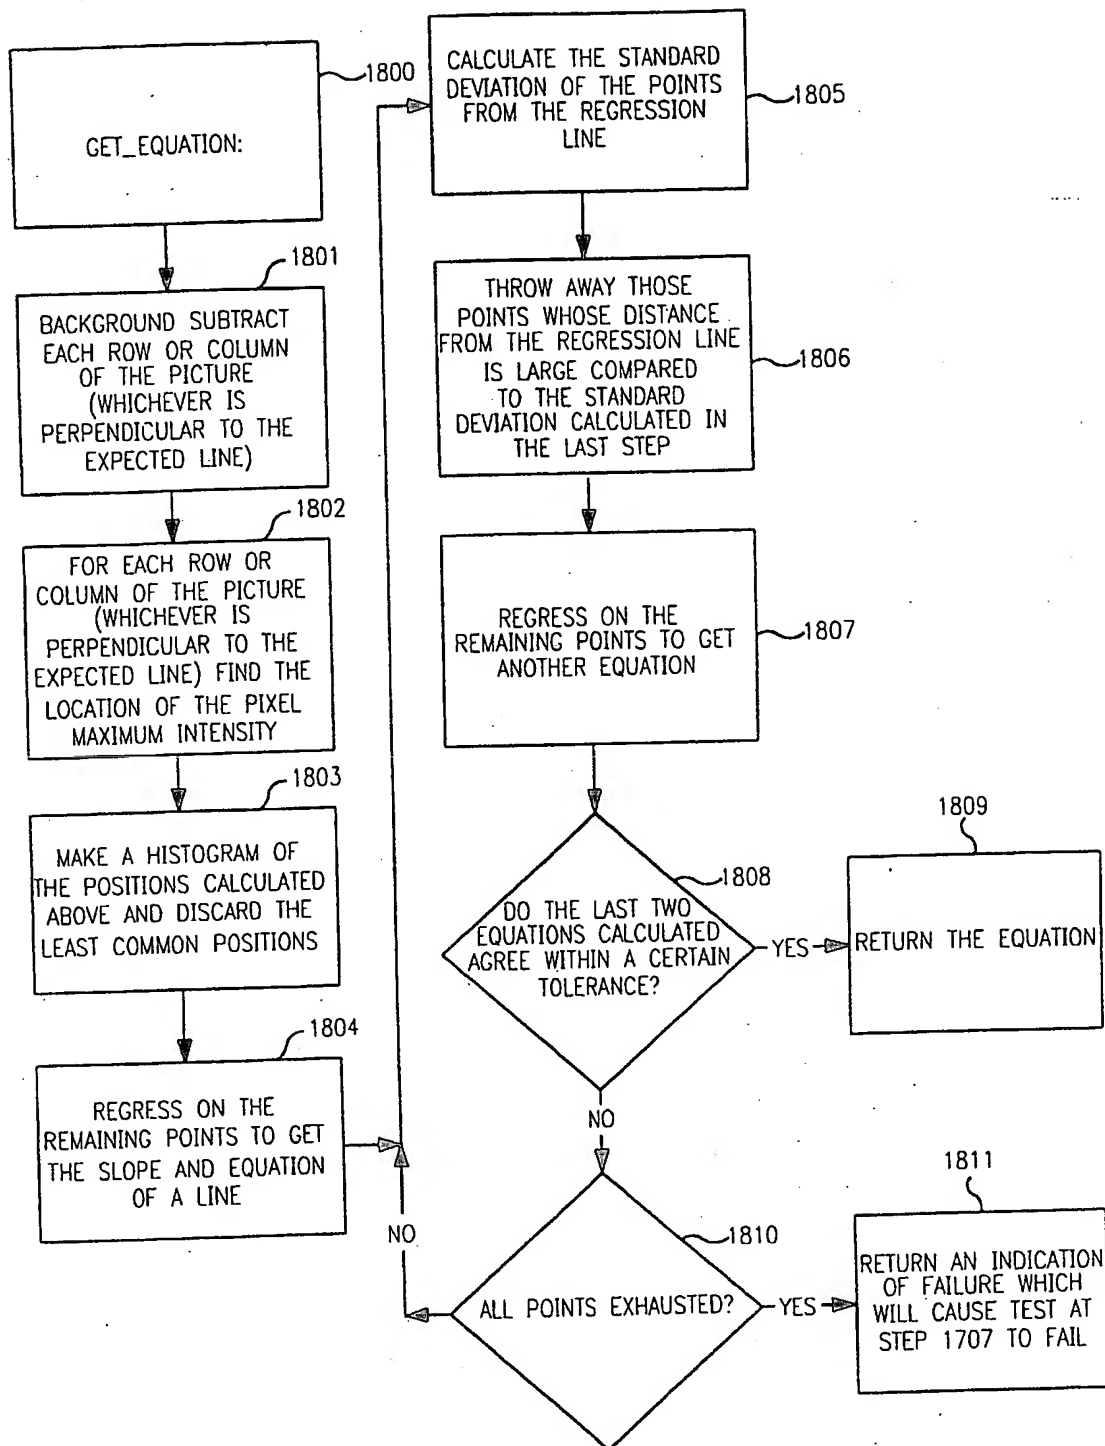 1800
GET_EQUATION:
1801
BACKGROUND SUBTRACT
EACH ROW OR COLUMN
OF THE PICTURE
(WHICHEVER IS
PERPENDICULAR TO THE
EXPECTED LINE)
1802
FOR EACH ROW OR
COLUMN OF THE PICTURE
(WHICHEVER IS
PERPENDICULAR TO THE
EXPECTED LINE) FIND THE
LOCATION OF THE PIXEL
MAXIMUM INTENSITY
1803
MAKE A HISTOGRAM OF
THE POSITIONS CALCULATED
ABOVE AND DISCARD THE
LEAST COMMON POSITIONS
1804
REGRESS ON THE
REMAINING POINTS TO GET
THE SLOPE AND EQUATION
OF A LINE
CALCULATE THE STANDARD
DEVIATION OF THE POINTS
FROM THE REGRESSION
LINE
1805
THROW AWAY THOSE
POINTS WHOSE DISTANCE
FROM THE REGRESSION LINE
IS LARGE COMPARED
TO THE STANDARD
DEVIATION CALCULATED IN
THE LAST STEP
1806
REGRESS ON THE
REMAINING POINTS TO GET
ANOTHER EQUATION
1807
1808
DO THE LAST TWO
EQUATIONS CALCULATED
AGREE WITHIN A CERTAIN
TOLERANCE?
YES
1809
RETURN THE EQUATION
NO
1810
ALL POINTS EXHAUSTED?
NO
YES
1811
RETURN AN INDICATION
OF FAILURE WHICH
WILL CAUSE TEST AT
STEP 1707 TO FAIL